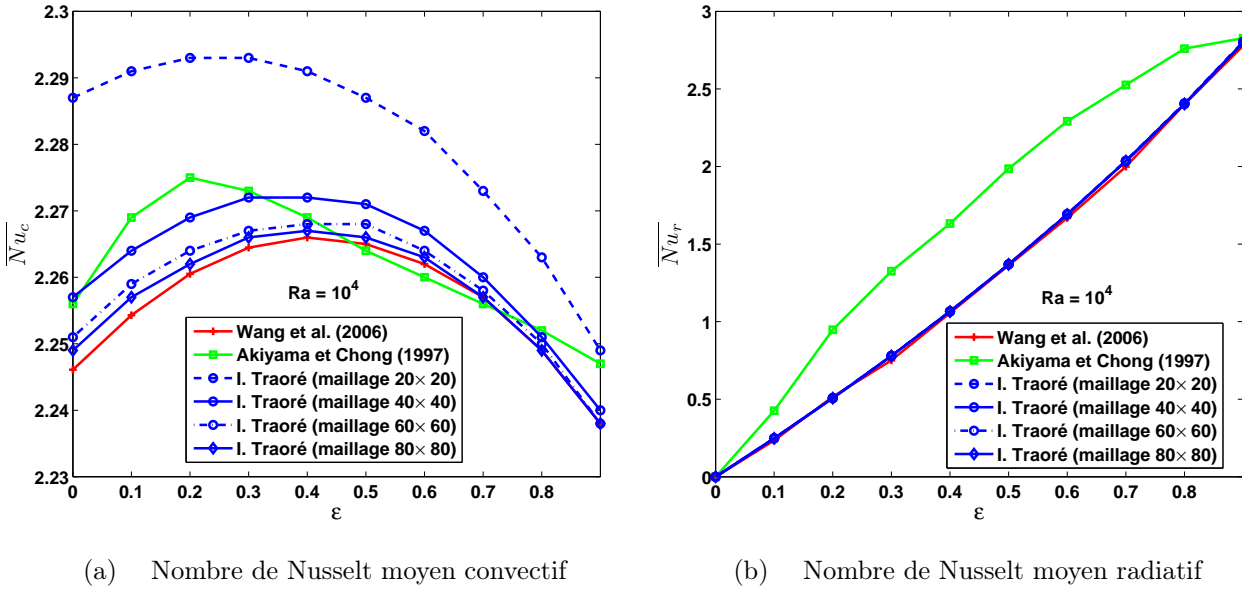 2.3
2.29
2.28
2.27
2.26
2.25
2.24
2.23
0 0.1 0.2 0.3 0.4 0.5 0.6 0.7 0.8
ε
Nu_c
Ra = 10^4
Wang et al. (2006)
Akiyama et Chong (1997)
I. Traoré (maillage 20× 20)
I. Traoré (maillage 40× 40)
I. Traoré (maillage 60× 60)
I. Traoré (maillage 80× 80)
(a) Nombre de Nusselt moyen convectif
3
2.5
2
1.5
1
0.5
0
0 0.1 0.2 0.3 0.4 0.5 0.6 0.7 0.8
ε
Nu_r
Ra = 10^4
Wang et al. (2006)
Akiyama et Chong (1997)
I. Traoré (maillage 20× 20)
I. Traoré (maillage 40× 40)
I. Traoré (maillage 60× 60)
I. Traoré (maillage 80× 80)
(b) Nombre de Nusselt moyen radiatif